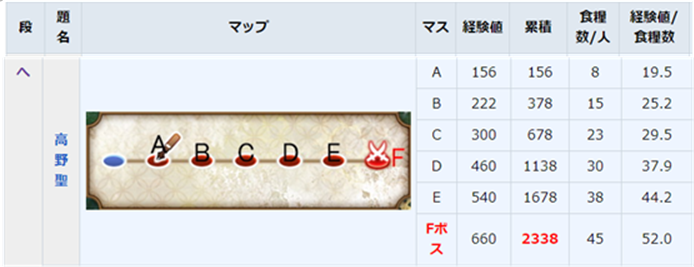 段 題名 マップ マス 経験値 累積 食糧数/人 経験値/食糧数
へ 高野聖
A B C D E F
A 156 156 8 19.5
B 222 378 15 25.2
C 300 678 23 29.5
D 460 1138 30 37.9
E 540 1678 38 44.2
Fボス 660 2338 45 52.0